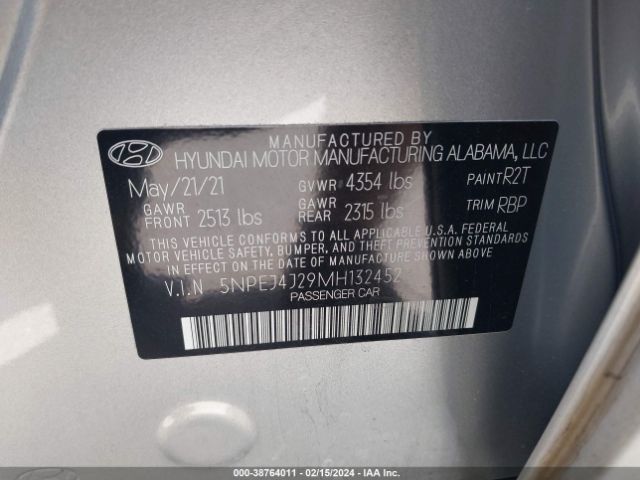 MANUFACTURED BY
HYUNDAI MOTOR MANUFACTURING ALABAMA, LLC
May/21/21 GVWR 4354 lbs PAINT R2T
GAWR FRONT 2513 lbs GAWR REAR 2315 lbs TRIM RBP
THIS VEHICLE CONFORMS TO ALL APPLICABLE U.S.A. FEDERAL
MOTOR VEHICLE SAFETY, BUMPER, AND THEFT PREVENTION STANDARDS
IN EFFECT ON THE DATE OF MANUFACTURE SHOWN ABOVE.
V.I.N 5NPEJ4J29MH132452
PASSENGER CAR
000-38764011 - 02/15/2024 - IAA Inc.